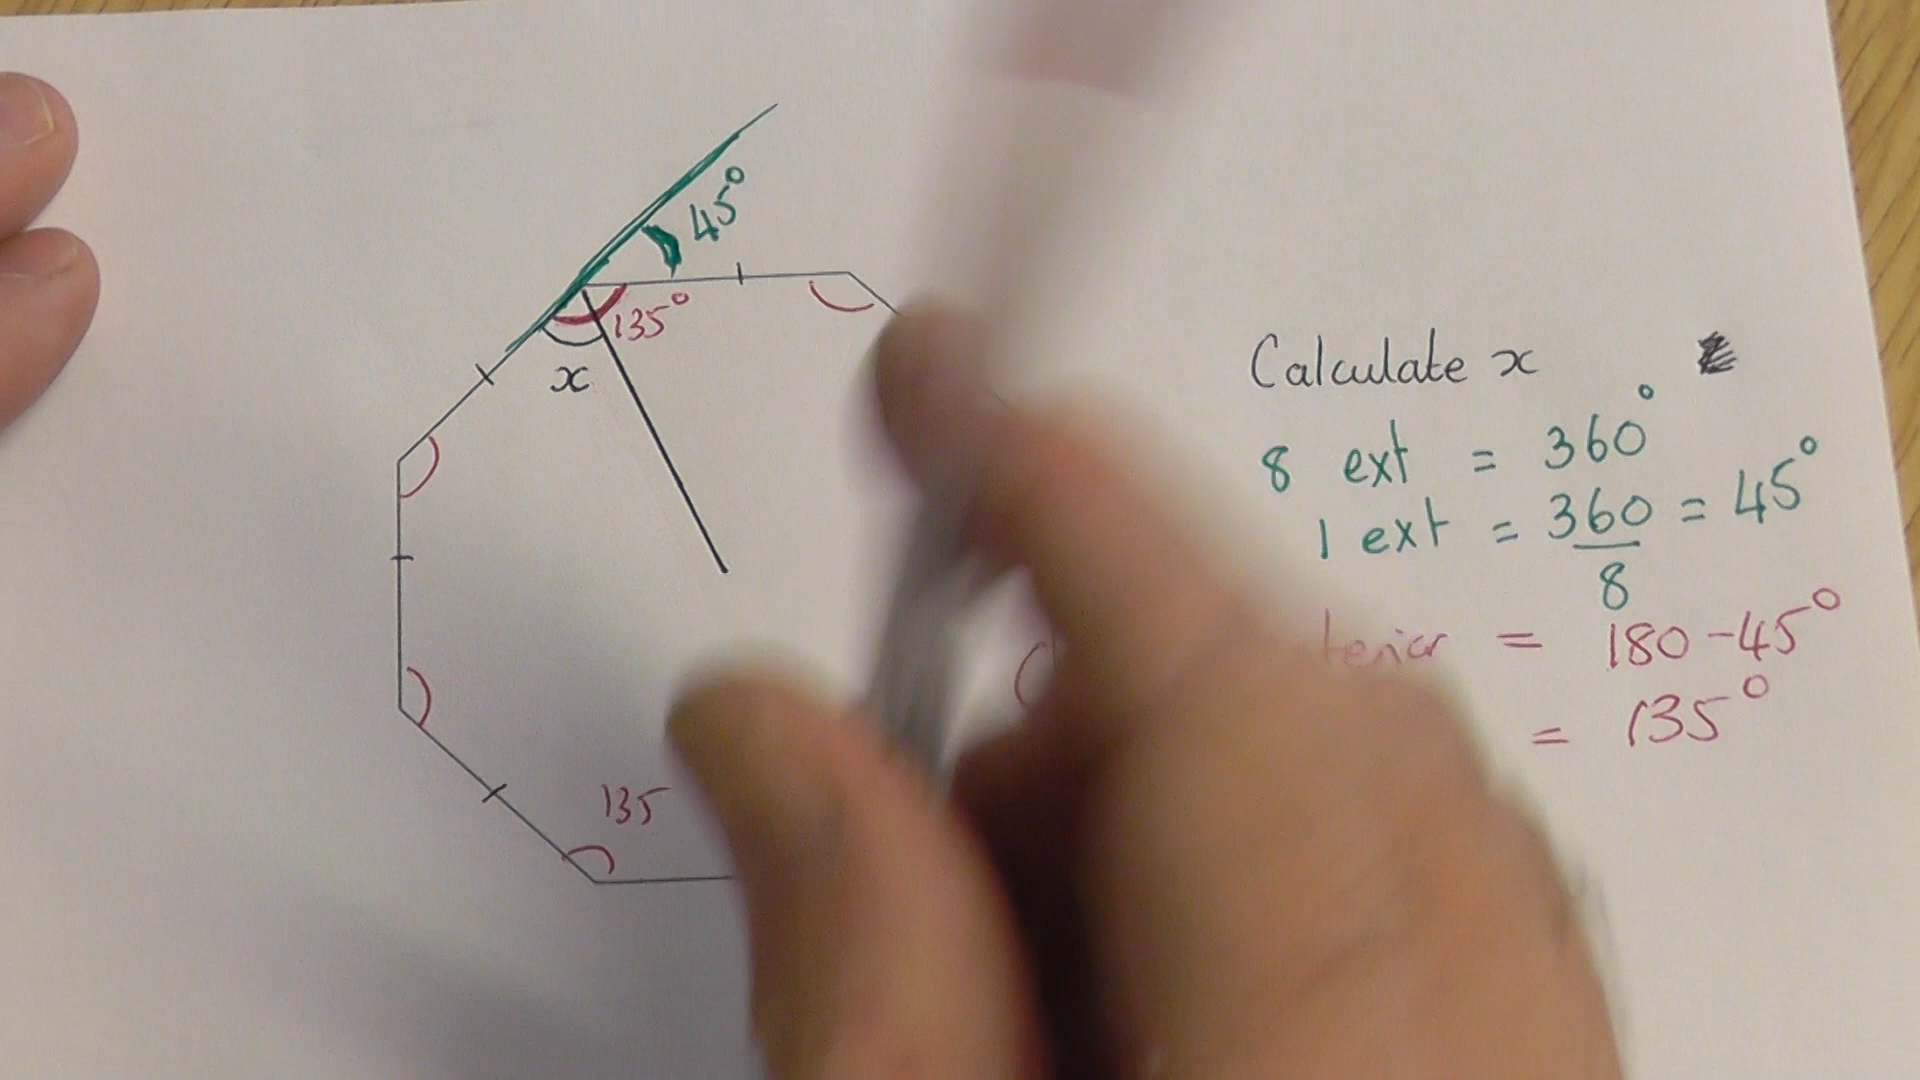 45°
135°
x
135
Calculate x
8 ext = 360°
1 ext = 360 = 45°
8
= 180 - 45°
= 135°